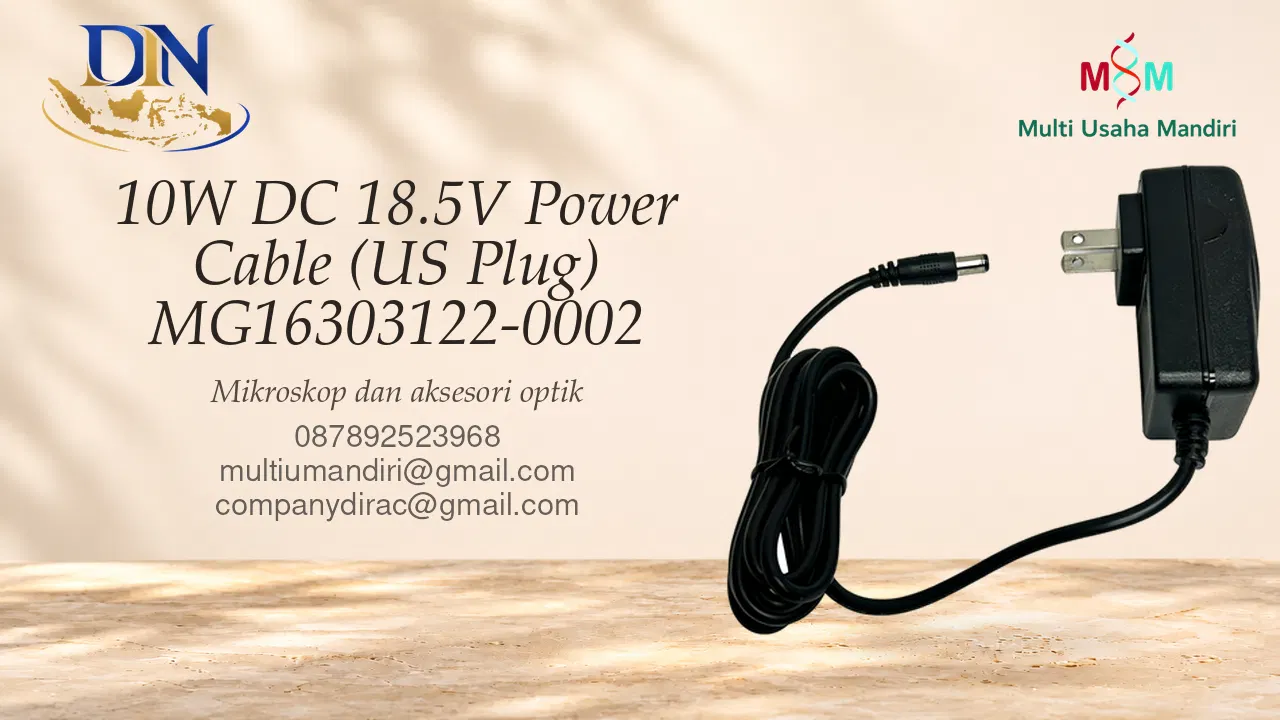 DN
MSM
Multi Usaha Mandiri
10W DC 18.5V Power
Cable (US Plug)
MG16303122-0002
Mikroskop dan aksesori optik
087892523968
multiumandiri@gmail.com
companydirac@gmail.com